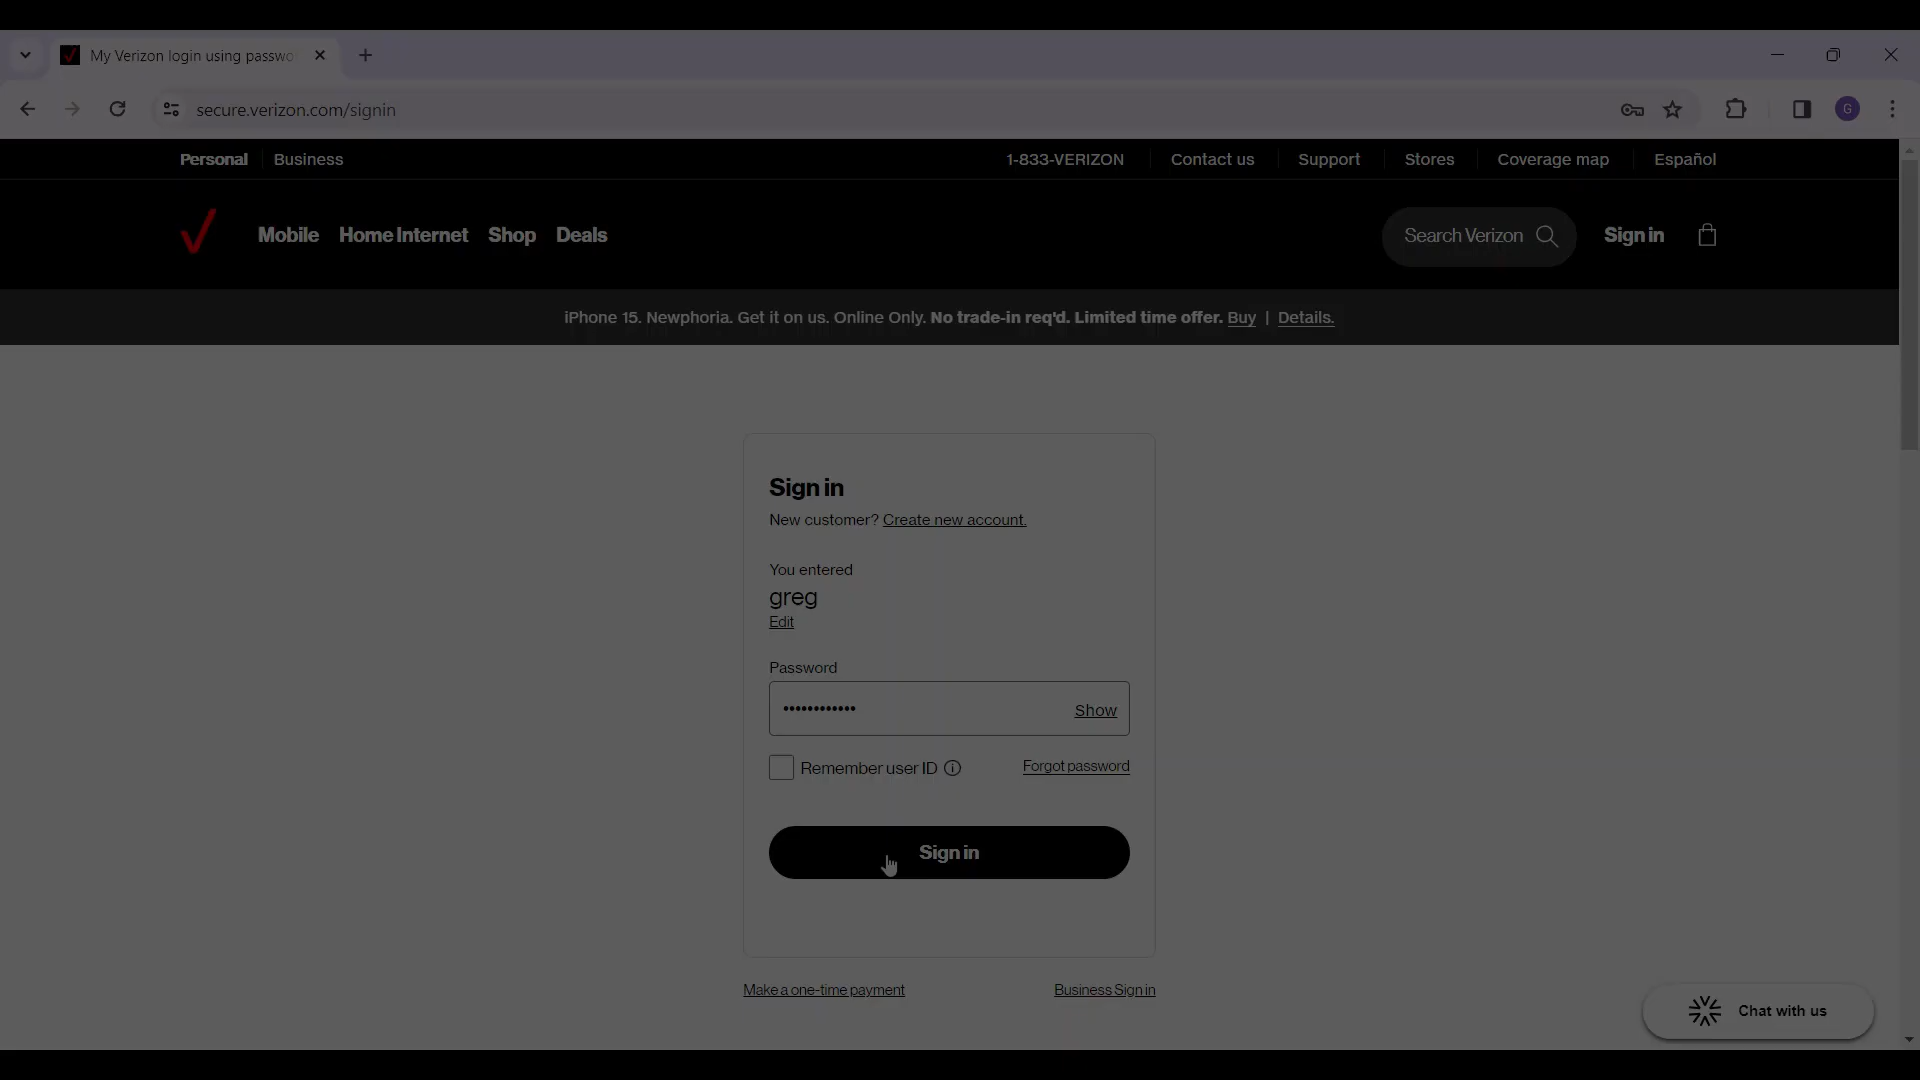 My Verizon login using passwo
secure.verizon.com/signin
G
Personal Business 1-833-VERIZON Contact us Support Stores Coverage map Español
Mobile Home Internet Shop Deals Search Verizon Sign in
iPhone 15. Newphoria. Get it on us. Online Only. No trade-in req'd. Limited time offer. Buy | Details.
Sign in
New customer? Create new account.
You entered
greg
Edit
Password
•••••••••••• Show
Remember user ID Forgot password
Sign in
Make a one-time payment Business Sign in
Chat with us